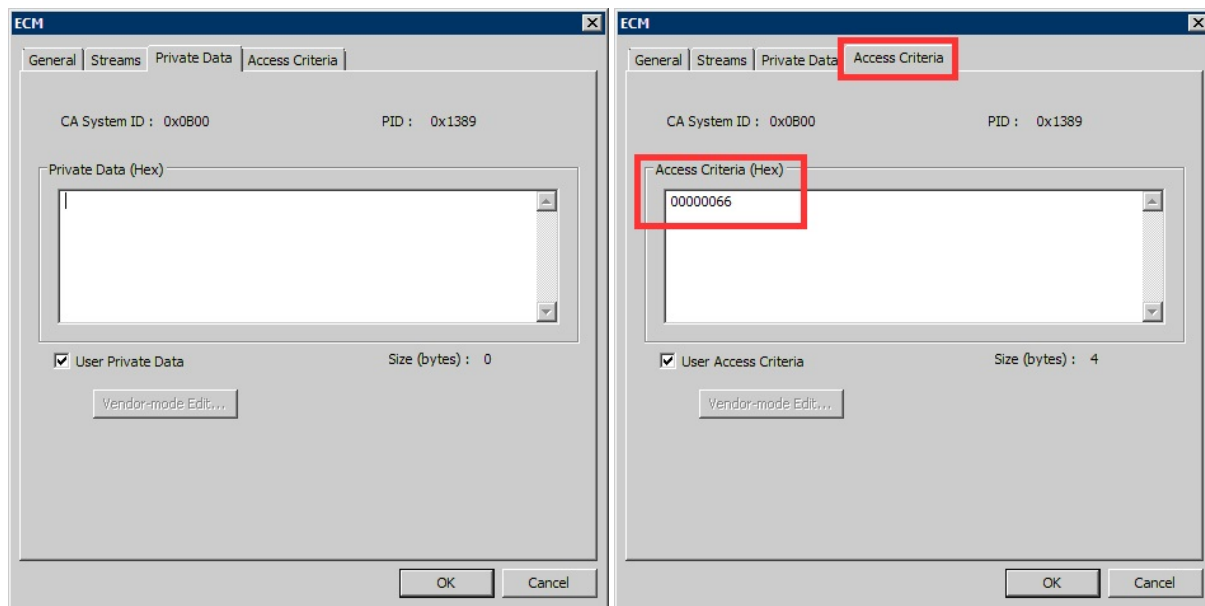 ECM
General Streams Private Data Access Criteria
CA System ID : 0x0B00 PID : 0x1389
Private Data (Hex)
User Private Data Size (bytes) : 0
Vendor-mode Edit...
OK Cancel
ECM
General Streams Private Data Access Criteria
CA System ID : 0x0B00 PID : 0x1389
Access Criteria (Hex)
00000066
User Access Criteria Size (bytes) : 4
Vendor-mode Edit...
OK Cancel